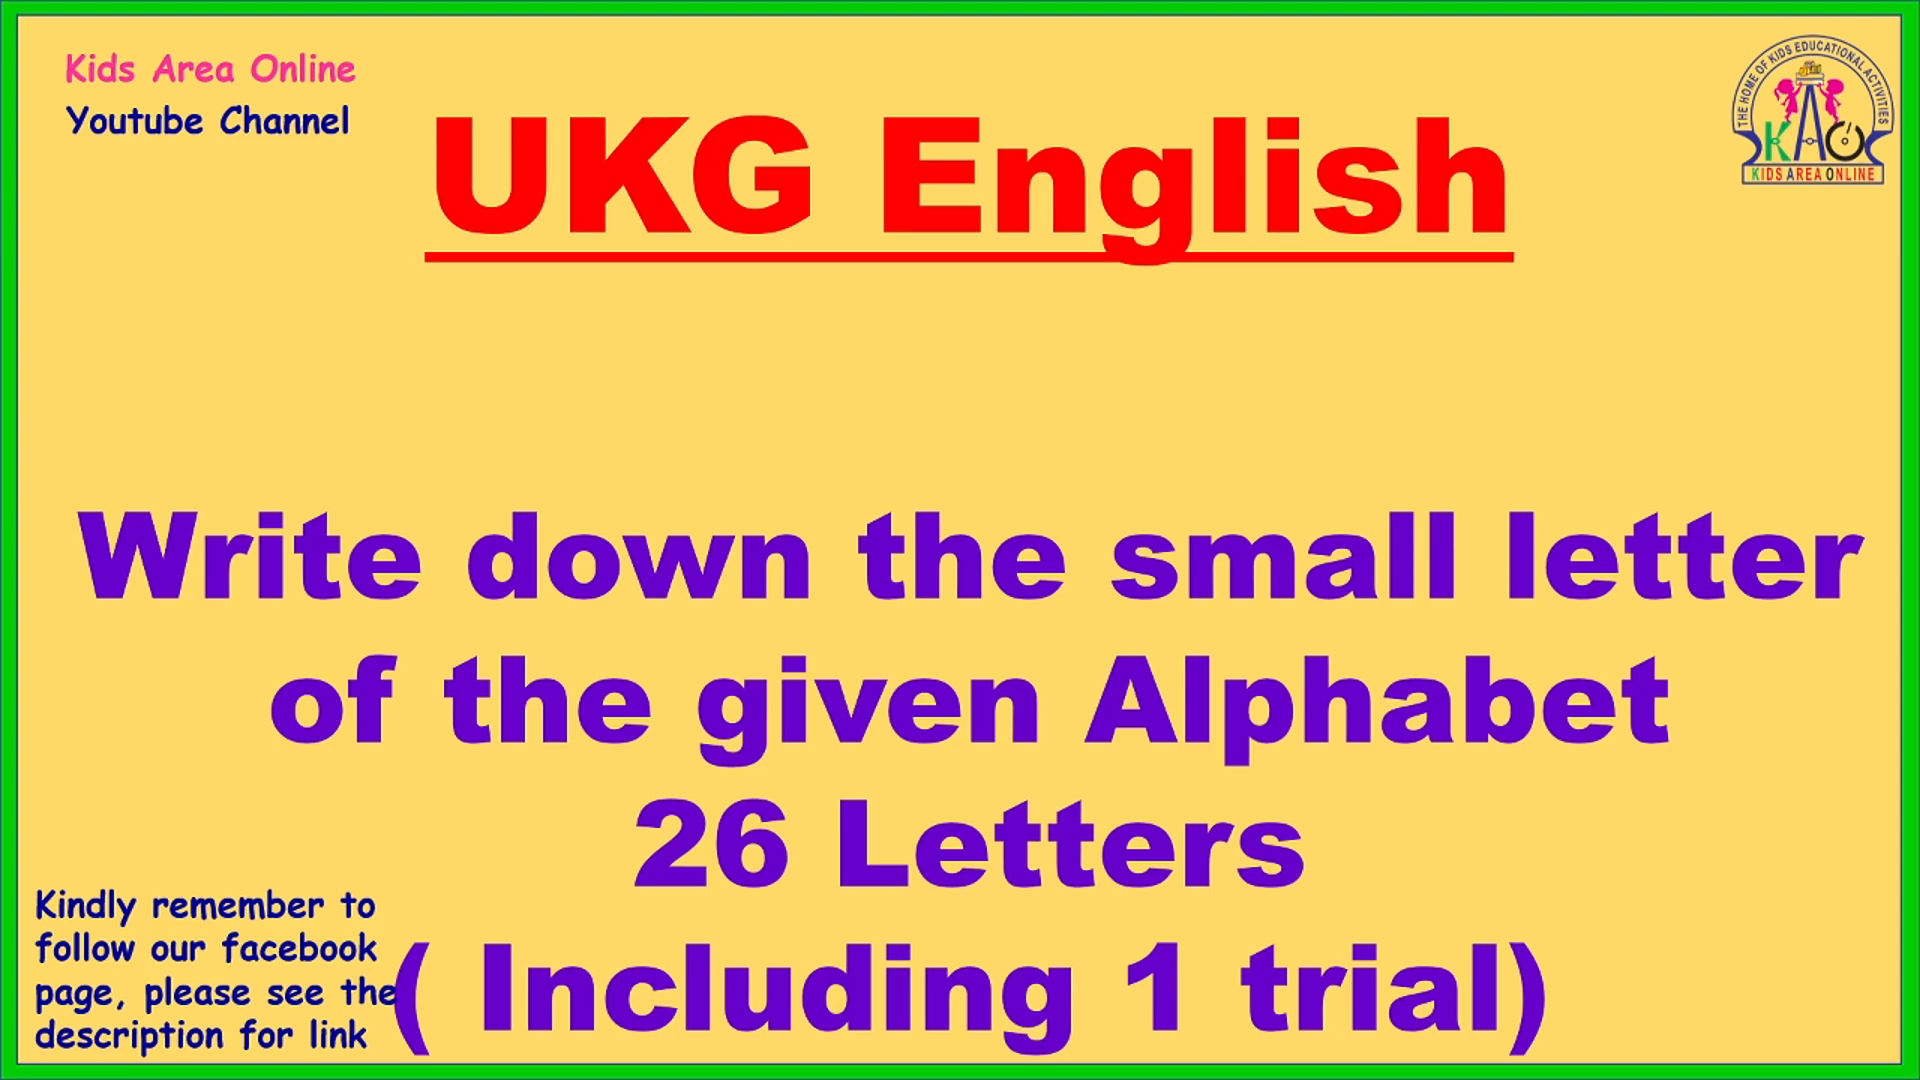 Kids Area Online
Youtube Channel
UKG English
THE HOME OF KIDS EDUCATIONAL ACTIVITIES
KAO
KIDS AREA ONLINE
Write down the small letter
of the given Alphabet
26 Letters
( Including 1 trial)
Kindly remember to
follow our facebook
page, please see the
description for link